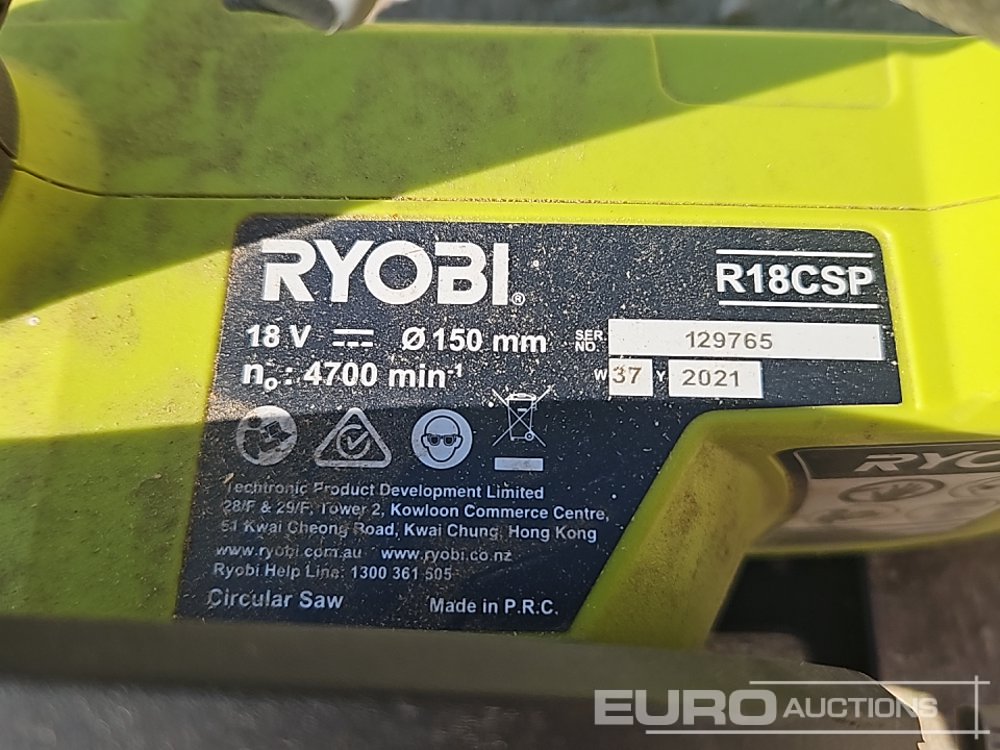 RYOBI®
R18CSP
18 V ⎓ Ø 150 mm
SER NO. 129765
nₒ : 4700 min⁻¹
W 37 Y 2021
Techtronic Product Development Limited
28/F & 29/F, Tower 2, Kowloon Commerce Centre,
51 Kwai Cheong Road, Kwai Chung, Hong Kong
www.ryobi.com.au www.ryobi.co.nz
Ryobi Help Line: 1300 361 505
Circular Saw Made in P.R.C.
RYO
EURO AUCTIONS